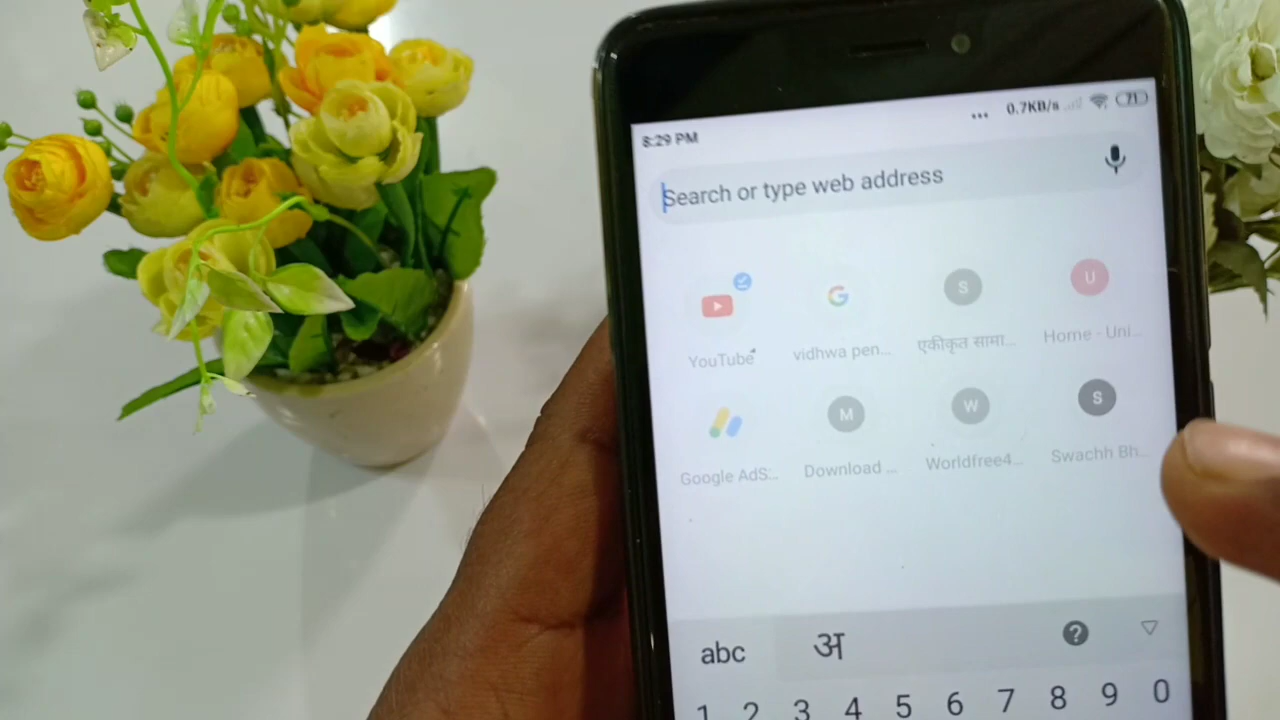 8:29 PM ... 0.7KB/s 71
Search or type web address
S U
YouTube vidhwa pen... एकीकृत सामा... Home - Uni...
M W S
Google AdS... Download ... Worldfree4... Swachh Bh...
abc अ ?
1 2 3 4 5 6 7 8 9 0